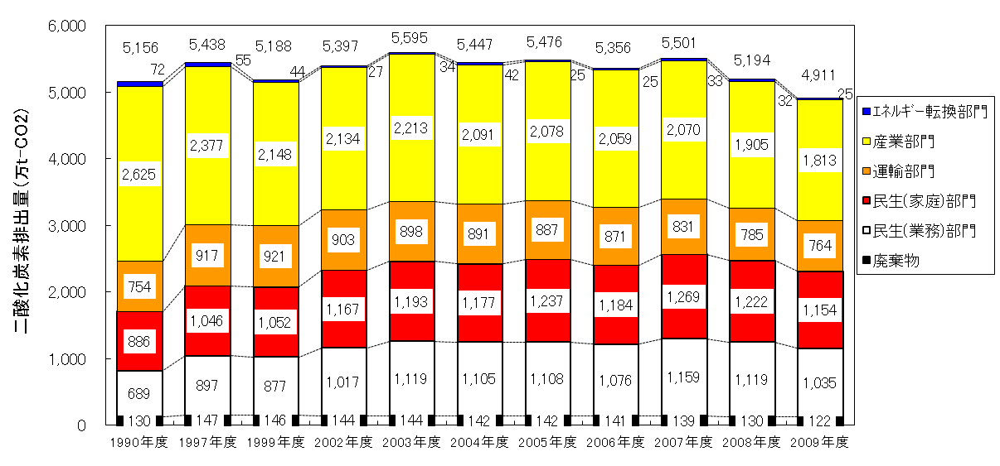 二酸化炭素排出量(万t-CO2)
6,000
5,000
4,000
3,000
2,000
1,000
0
5,156 5,438 5,188 5,397 5,595 5,447 5,476 5,356 5,501 5,194 4,911
72 55 44 27 34 42 25 25 33 32 25
2,625 2,377 2,148 2,134 2,213 2,091 2,078 2,059 2,070 1,905 1,813
754 917 921 903 898 891 887 871 831 785 764
886 1,046 1,052 1,167 1,193 1,177 1,237 1,184 1,269 1,222 1,154
689 897 877 1,017 1,119 1,105 1,108 1,076 1,159 1,119 1,035
130 147 146 144 144 142 142 141 139 130 122
1990年度 1997年度 1999年度 2002年度 2003年度 2004年度 2005年度 2006年度 2007年度 2008年度 2009年度
ｴﾈﾙｷﾞｰ転換部門
産業部門
運輸部門
民生(家庭)部門
民生(業務)部門
廃棄物